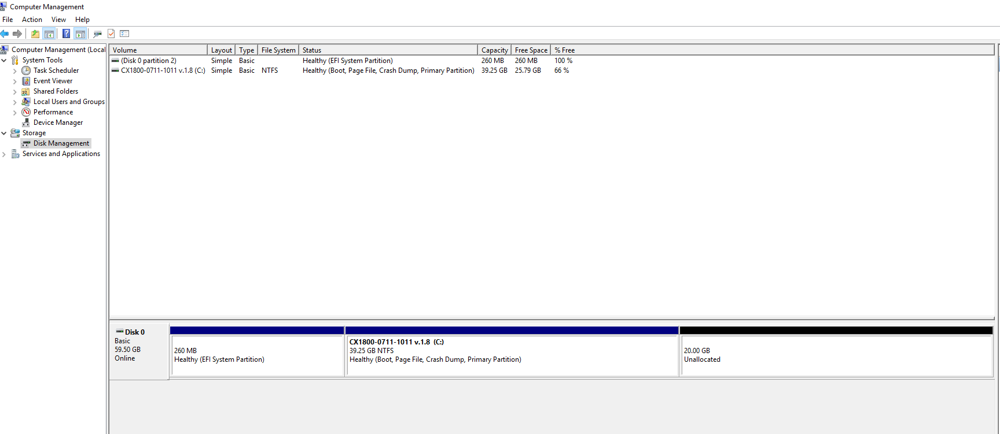 Computer Management
File Action View Help
Computer Management (Local
System Tools
Task Scheduler
Event Viewer
Shared Folders
Local Users and Groups
Performance
Device Manager
Storage
Disk Management
Services and Applications
Volume Layout Type File System Status Capacity Free Space % Free
(Disk 0 partition 2) Simple Basic Healthy (EFI System Partition) 260 MB 260 MB 100 %
CX1800-0711-1011 v.1.8 (C:) Simple Basic NTFS Healthy (Boot, Page File, Crash Dump, Primary Partition) 39.25 GB 25.79 GB 66 %
Disk 0
Basic
59.50 GB
Online
260 MB
Healthy (EFI System Partition)
CX1800-0711-1011 v.1.8 (C:)
39.25 GB NTFS
Healthy (Boot, Page File, Crash Dump, Primary Partition)
20.00 GB
Unallocated